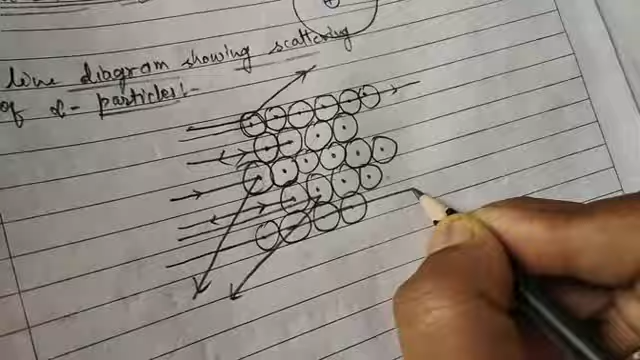 line diagram showing scattering
of α- particles:-